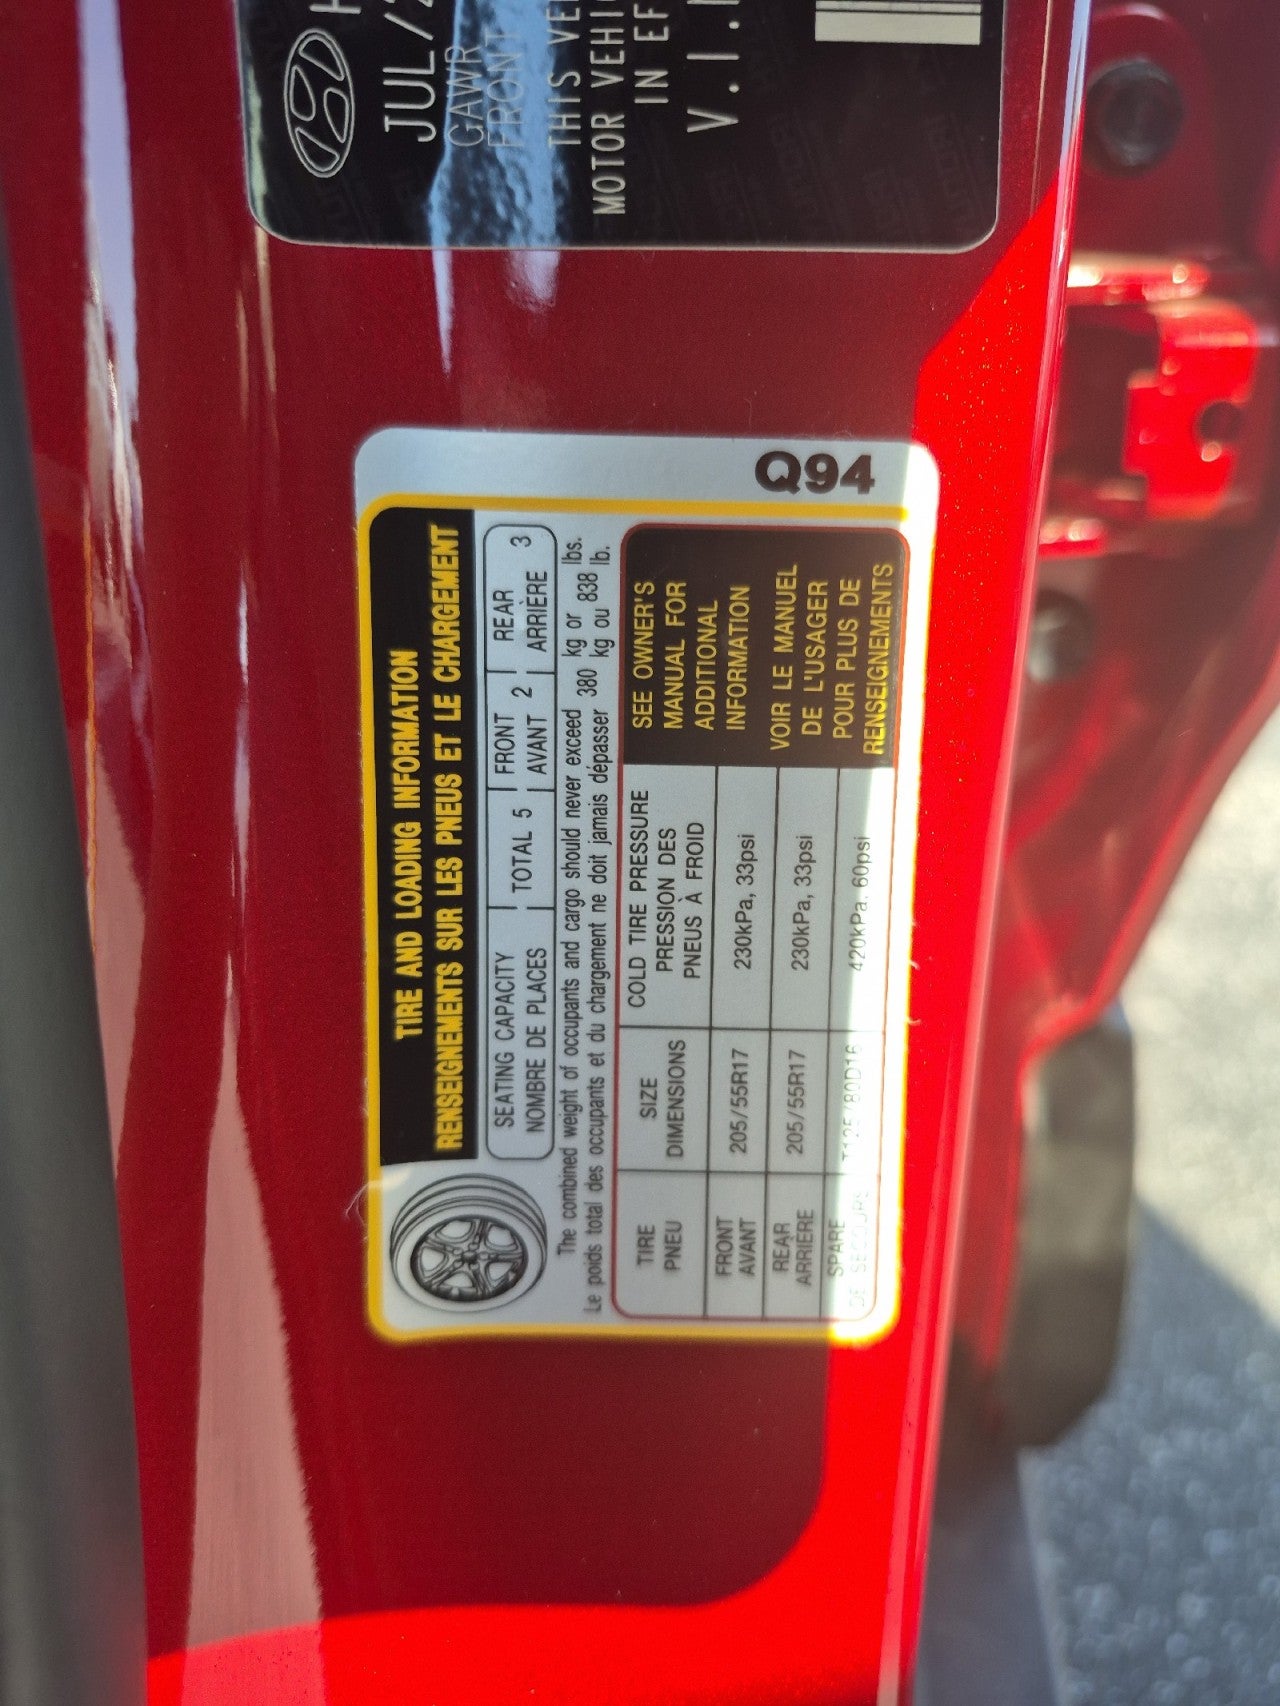 JUL/2
GAWR
FRONT
THIS VE
MOTOR VEHI
IN EF
V.I.
Q94
TIRE AND LOADING INFORMATION
RENSEIGNEMENTS SUR LES PNEUS ET LE CHARGEMENT
SEATING CAPACITY
NOMBRE DE PLACES
TOTAL 5
FRONT
AVANT 2
REAR
ARRIÈRE 3
The combined weight of occupants and cargo should never exceed 380 kg or 838 lbs.
Le poids total des occupants et du chargement ne doit jamais dépasser 380 kg ou 838 lb.
TIRE
PNEU
SIZE
DIMENSIONS
COLD TIRE PRESSURE
PRESSION DES
PNEUS À FROID
FRONT
AVANT
205/55R17
230kPa, 33psi
REAR
ARRIÈRE
205/55R17
230kPa, 33psi
SPARE
DE SECOURS
T125/80D16
420kPa, 60psi
SEE OWNER'S
MANUAL FOR
ADDITIONAL
INFORMATION
VOIR LE MANUEL
DE L'USAGER
POUR PLUS DE
RENSEIGNEMENTS